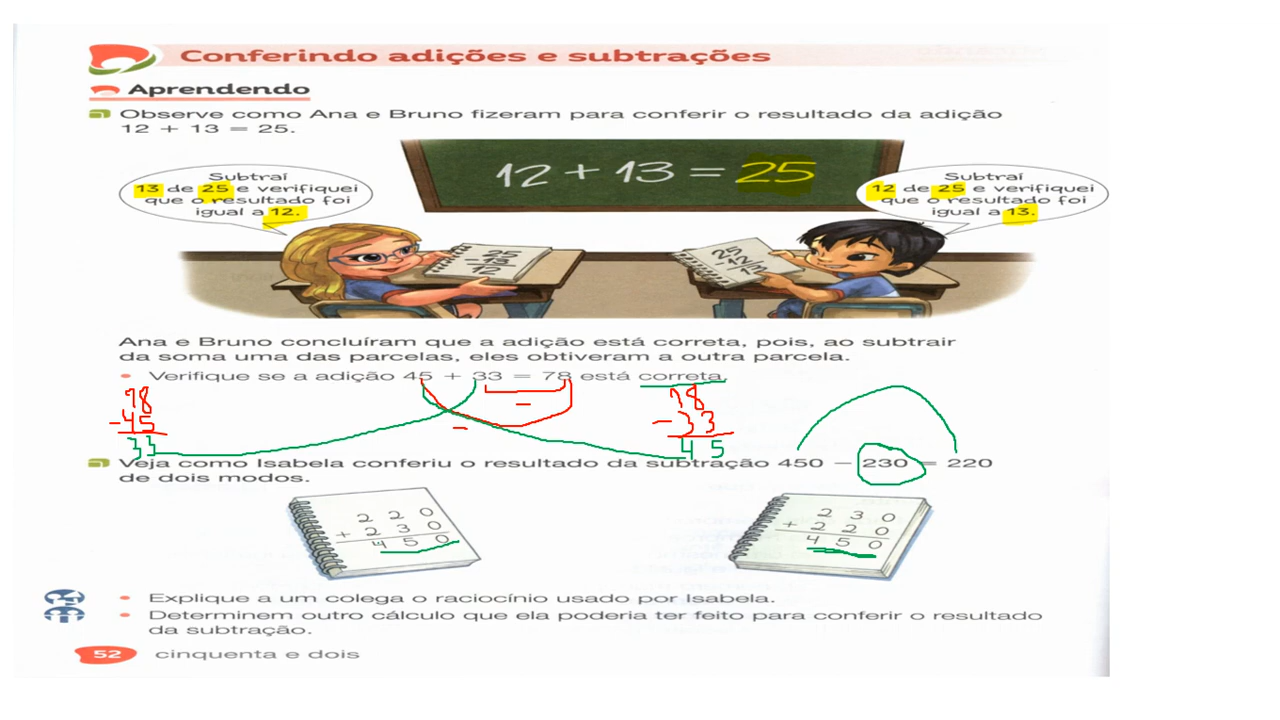 Conferindo adições e subtrações
Aprendendo
Observe como Ana e Bruno fizeram para conferir o resultado da adição
12 + 13 = 25.
12 + 13 = 25
Subtraí
13 de 25 e verifiquei
que o resultado foi
igual a 12.
Subtraí
12 de 25 e verifiquei
que o resultado foi
igual a 13.
25
- 13
12
25
- 12
Ana e Bruno concluíram que a adição está correta, pois, ao subtrair
da soma uma das parcelas, eles obtiveram a outra parcela.
• Verifique se a adição 45 + 33 = 78 está correta.
78
-45
33
-
-
78
-33
45
Veja como Isabela conferiu o resultado da subtração 450 − 230 = 220
de dois modos.
220
+ 230
450
230
+ 220
450
• Explique a um colega o raciocínio usado por Isabela.
• Determinem outro cálculo que ela poderia ter feito para conferir o resultado
da subtração.
52 cinquenta e dois